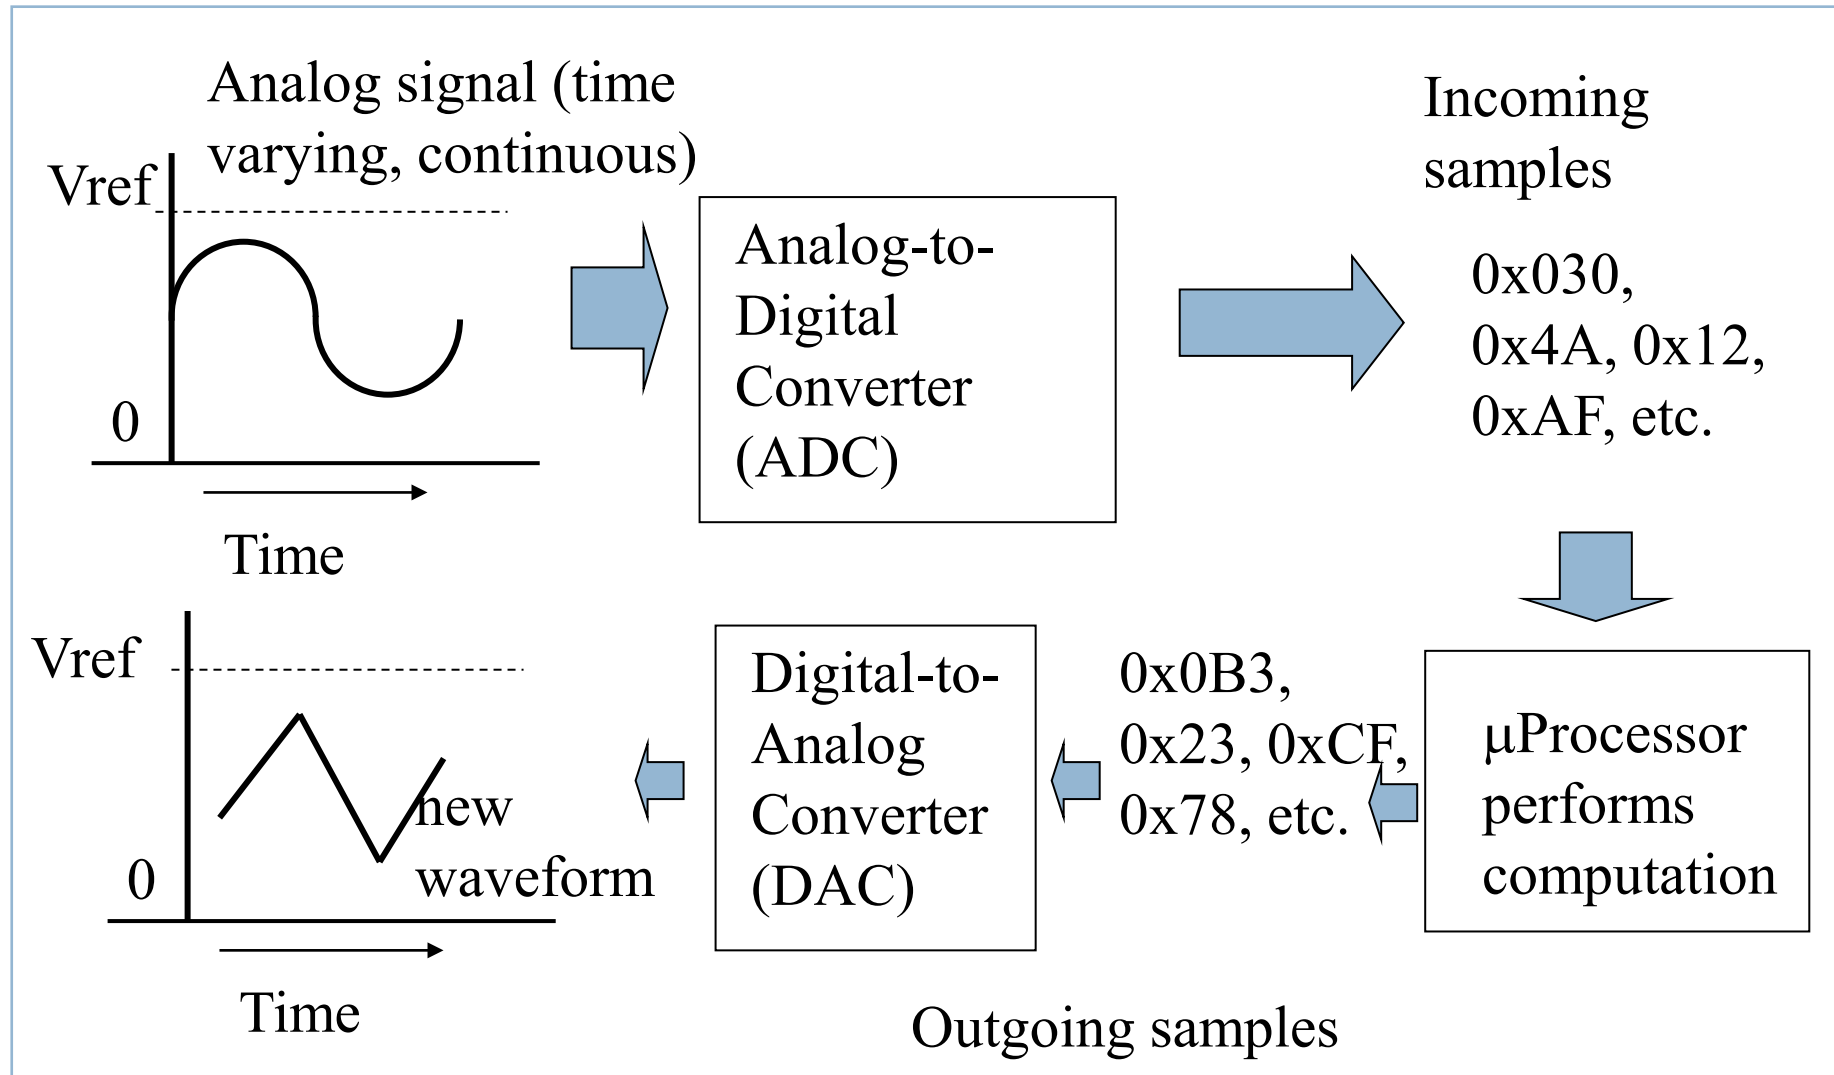 Analog signal (time
varying, continuous)
Vref
0
Time
Analog-to-
Digital
Converter
(ADC)
Incoming
samples
0x030,
0x4A, 0x12,
0xAF, etc.
µProcessor
performs
computation
0x0B3,
0x23, 0xCF,
0x78, etc.
Outgoing samples
Digital-to-
Analog
Converter
(DAC)
Vref
new
waveform
0
Time